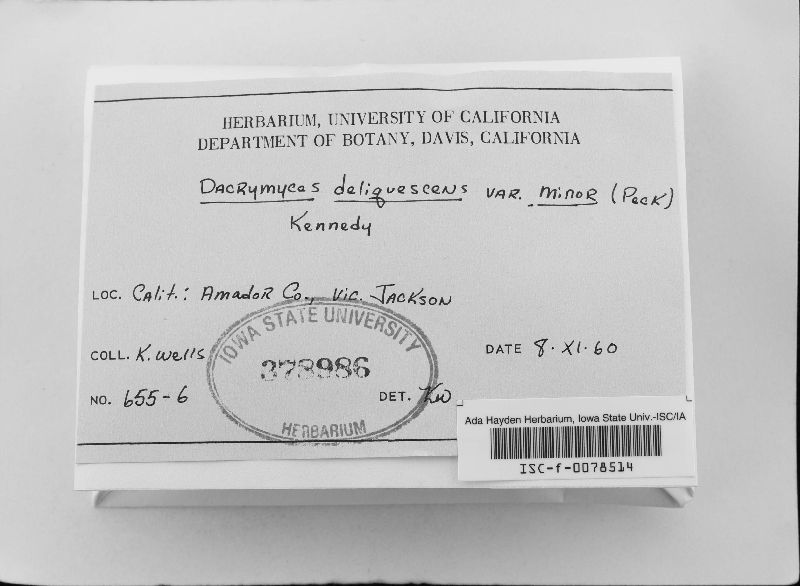 HERBARIUM, UNIVERSITY OF CALIFORNIA
DEPARTMENT OF BOTANY, DAVIS, CALIFORNIA
Dacrymyces deliquescens VAR. minor (Peck)
Kennedy
LOC. Calif.: Amador Co., Vic. Jackson
IOWA STATE UNIVERSITY
COLL. K. Wells
378986
DATE 8·XI·60
NO. 655-6
DET. KW
HERBARIUM
Ada Hayden Herbarium, Iowa State Univ.-ISC/IA
ISC-f-0078514